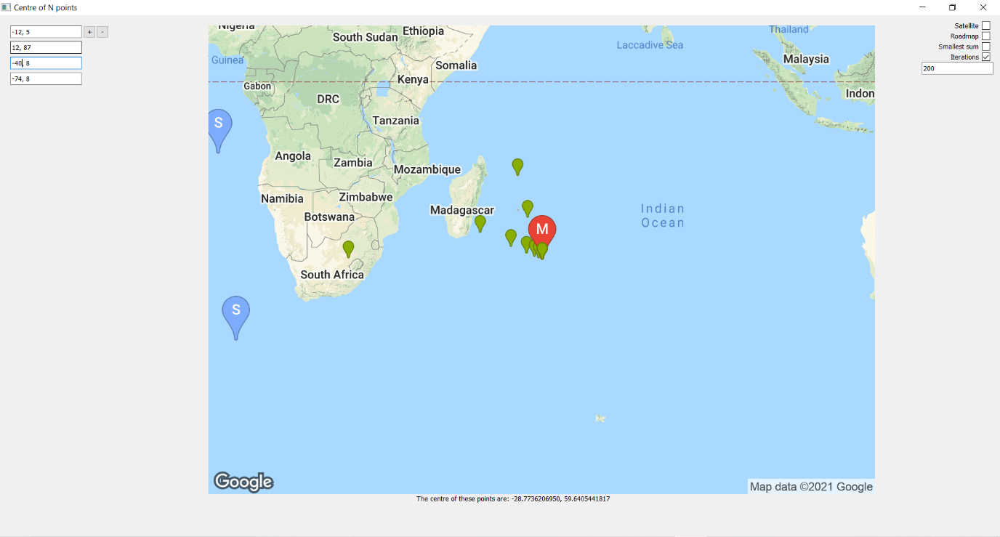 Centre of N points
-12, 5
+
-
12, 87
-40, 8
-74, 8
Satellite
Roadmap
Smallest sum
Iterations
200
Nigeria
South Sudan
Ethiopia
Laccadive Sea
Thailand
Guinea
Somalia
Malaysia
Gabon
Kenya
DRC
Indon
Tanzania
S
Angola
Zambia
Mozambique
Namibia
Zimbabwe
Botswana
Madagascar
Indian
Ocean
M
South Africa
S
Google
Map data ©2021 Google
The centre of these points are: -28.7736206950, 59.6405441817